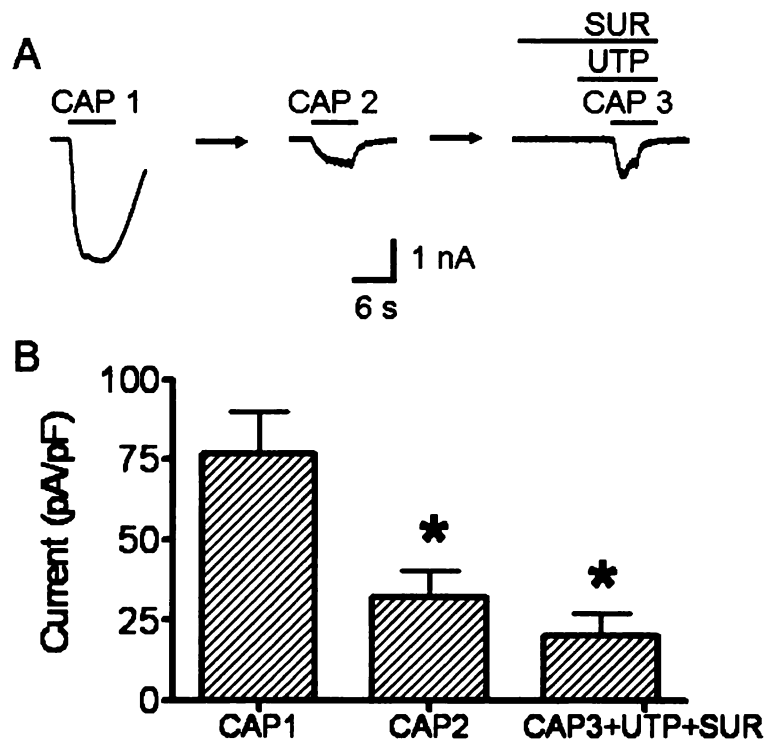 A
SUR
UTP
CAP 1
CAP 2
CAP 3
1 nA
6 s
B
Current (pA/pF)
100
75
50
25
0
*
*
CAP1
CAP2
CAP3+UTP+SUR